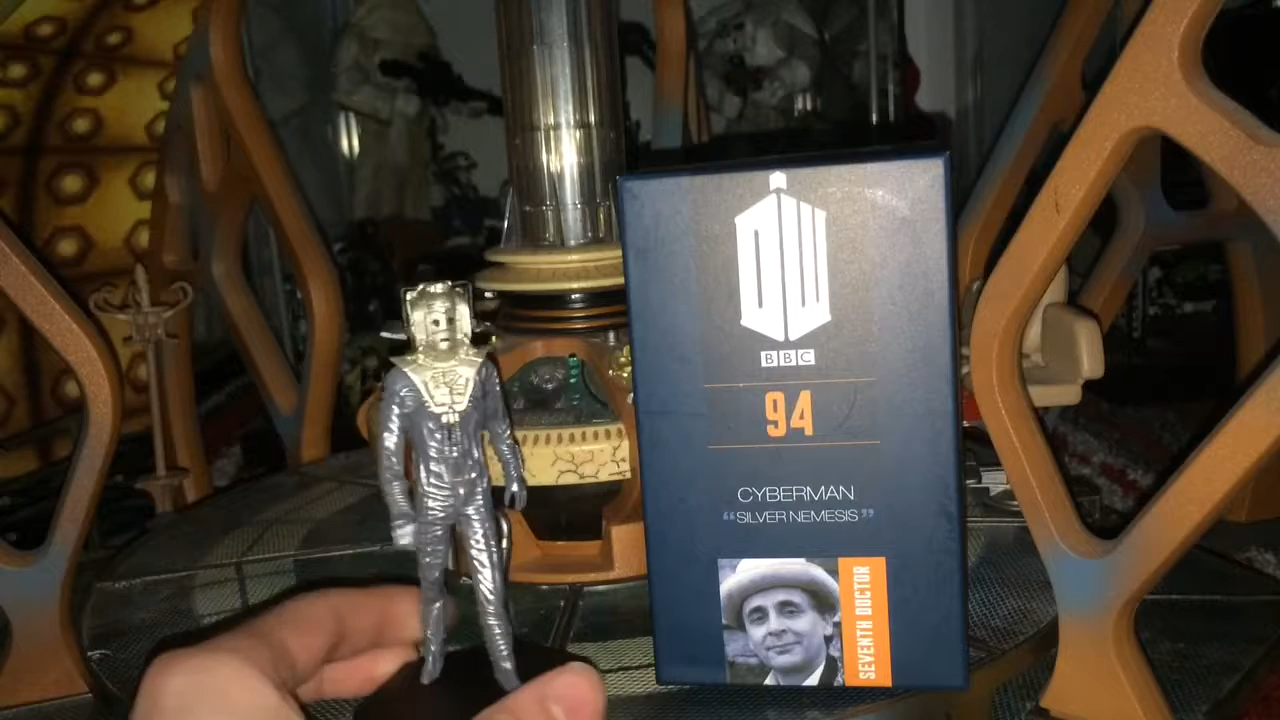 DW
BBC
94
CYBERMAN
“SILVER NEMESIS”
SEVENTH DOCTOR